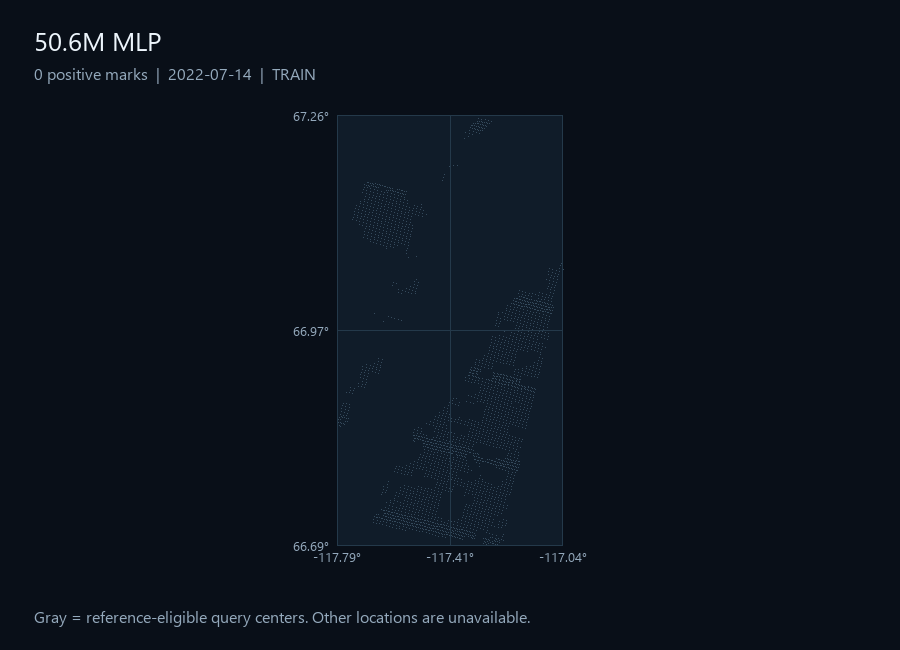 50.6M MLP
0 positive marks | 2022-07-14 | TRAIN
67.26°
66.97°
66.69°
-117.79° -117.41° -117.04°
Gray = reference-eligible query centers. Other locations are unavailable.